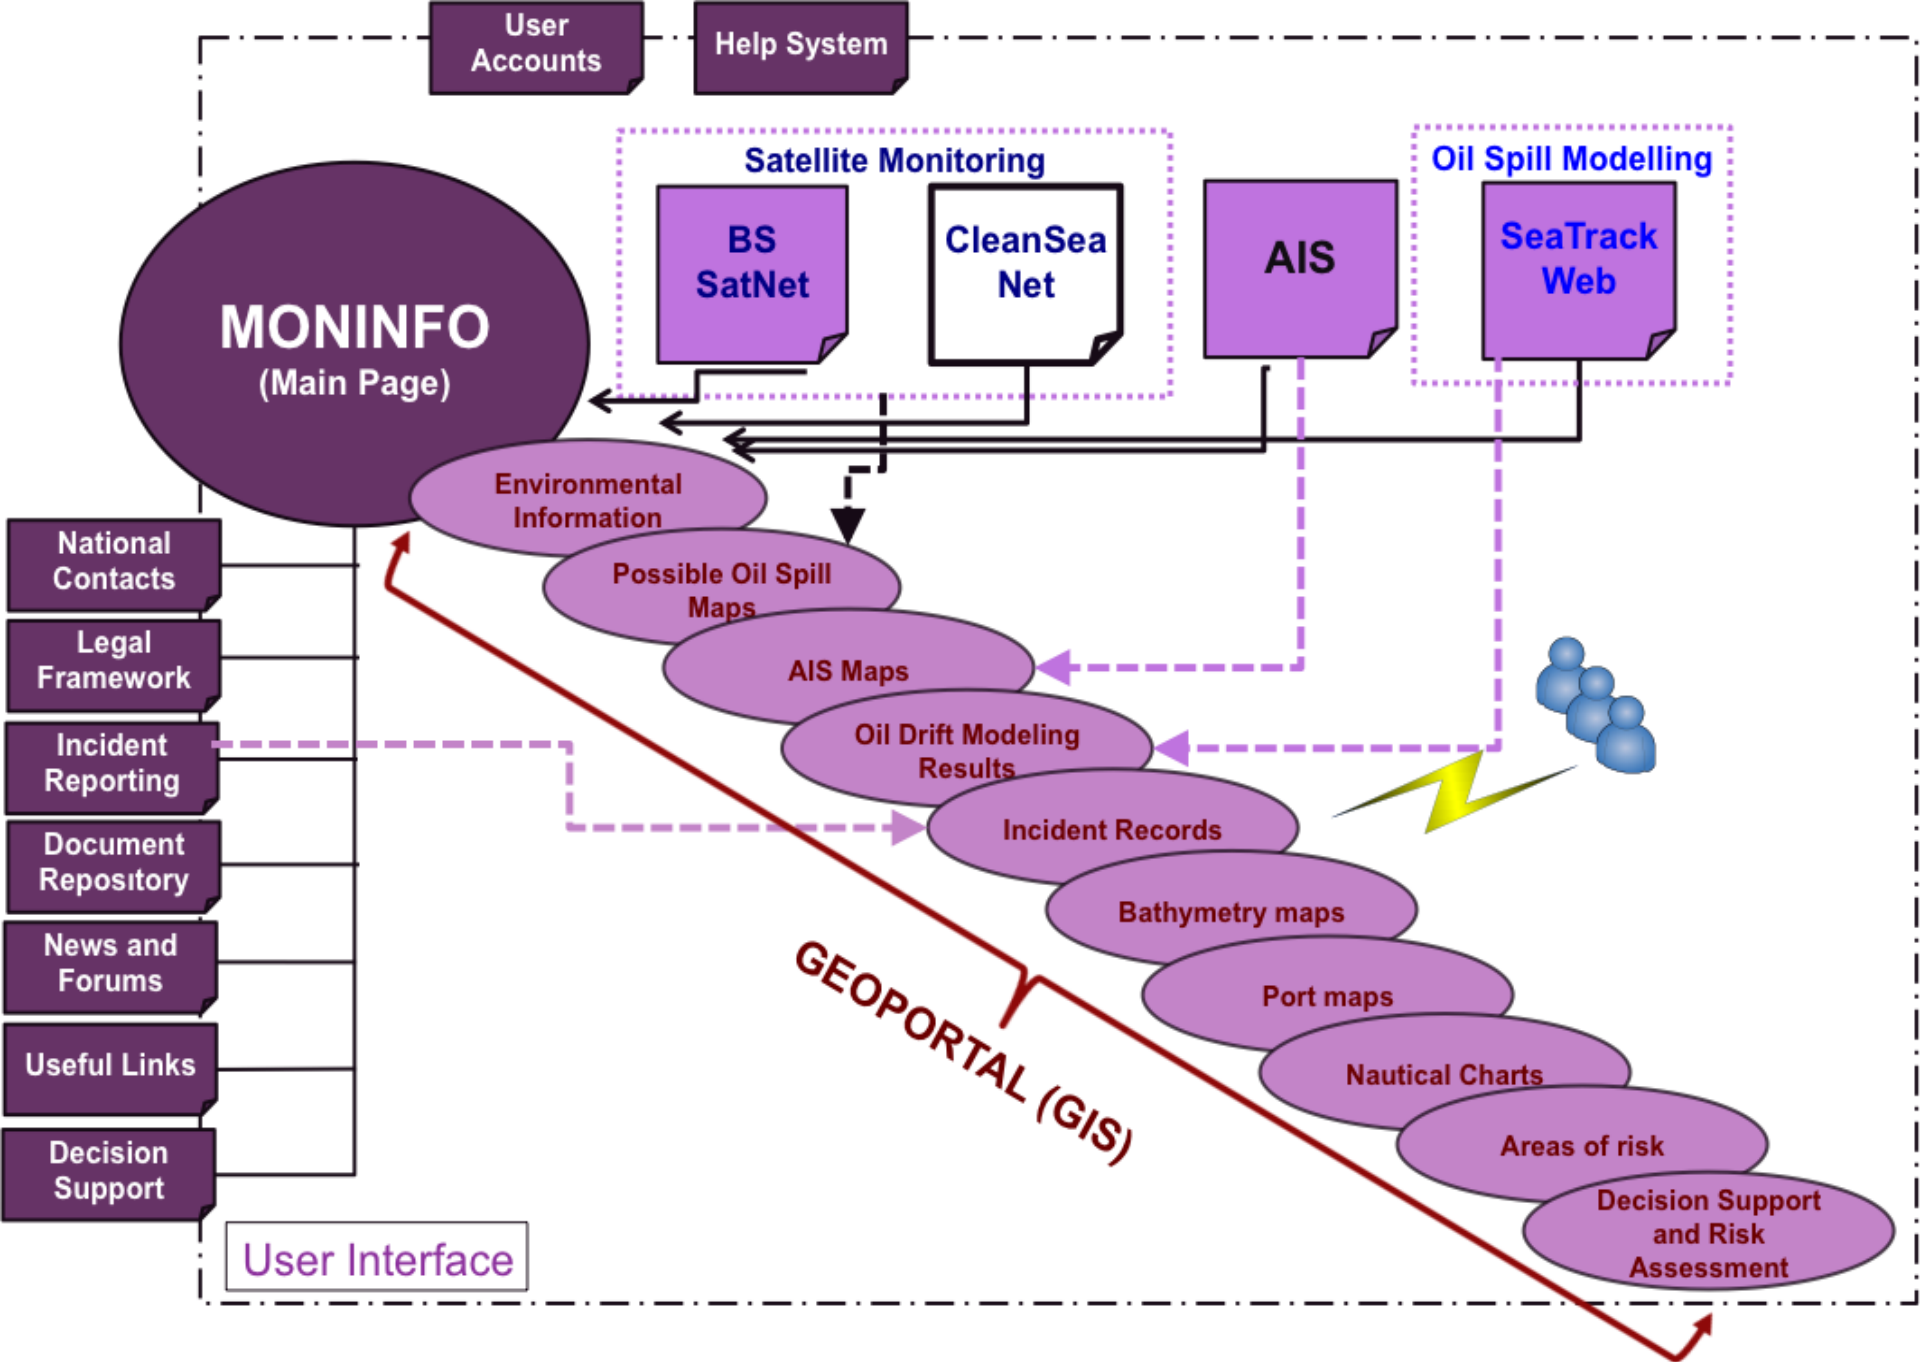 User
Accounts
Help System
Satellite Monitoring
Oil Spill Modelling
BS
SatNet
CleanSea
Net
AIS
SeaTrack
Web
MONINFO
(Main Page)
Environmental
Information
Possible Oil Spill
Maps
AIS Maps
Oil Drift Modeling
Results
Incident Records
Bathymetry maps
Port maps
Nautical Charts
Areas of risk
Decision Support
and Risk
Assessment
GEOPORTAL (GIS)
National
Contacts
Legal
Framework
Incident
Reporting
Document
Repository
News and
Forums
Useful Links
Decision
Support
User Interface